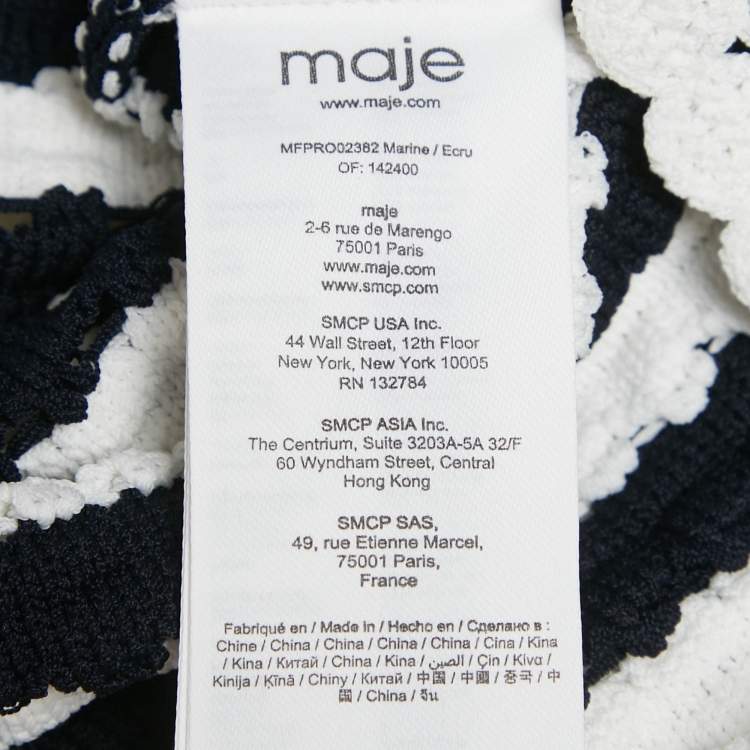 maje
www.maje.com
MFPRO02382 Marine / Ecru
OF: 142400
maje
2-6 rue de Marengo
75001 Paris
www.maje.com
www.smcp.com
SMCP USA Inc.
44 Wall Street, 12th Floor
New York, New York 10005
RN 132784
SMCP ASIA Inc.
The Centrium, Suite 3203A-5A 32/F
60 Wyndham Street, Central
Hong Kong
SMCP SAS,
49, rue Etienne Marcel,
75001 Paris,
France
Fabriqué en / Made in / Hecho en / Сделано в :
Chine / China / China / China / China / Cina / Kina
/ Kina / Китай / China / Kina / الصين / Çin / Κίνα /
Kinija / Ķīnā / Chiny / Китай / 中国 / 中國 / 중국 / 中
国 / China / จีน